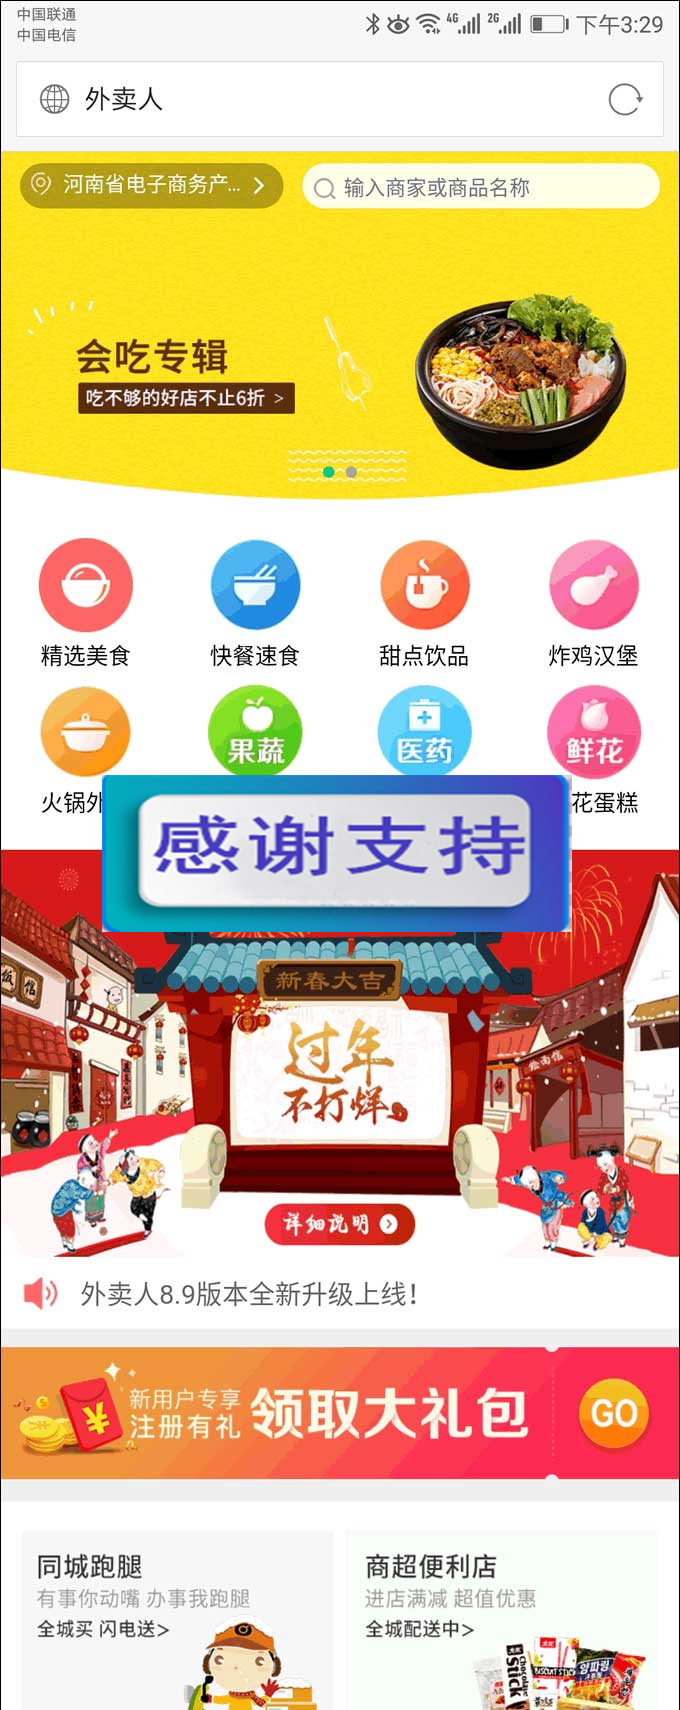 中国联通
中国电信
4G
2G
下午3:29
外卖人
河南省电子商务产...
输入商家或商品名称
会吃专辑
吃不够的好店不止6折 >
精选美食
快餐速食
甜点饮品
炸鸡汉堡
果蔬
医药
鲜花
火锅外
花蛋糕
感谢支持
新春大吉
过年
不打烊
详细说明
外卖人8.9版本全新升级上线！
新用户专享
注册有礼
领取大礼包
GO
同城跑腿
有事你动嘴 办事我跑腿
全城买 闪电送>
商超便利店
进店满减 超值优惠
全城配送中>
Chocolate
Stick
BISCUIT STICK
양파링